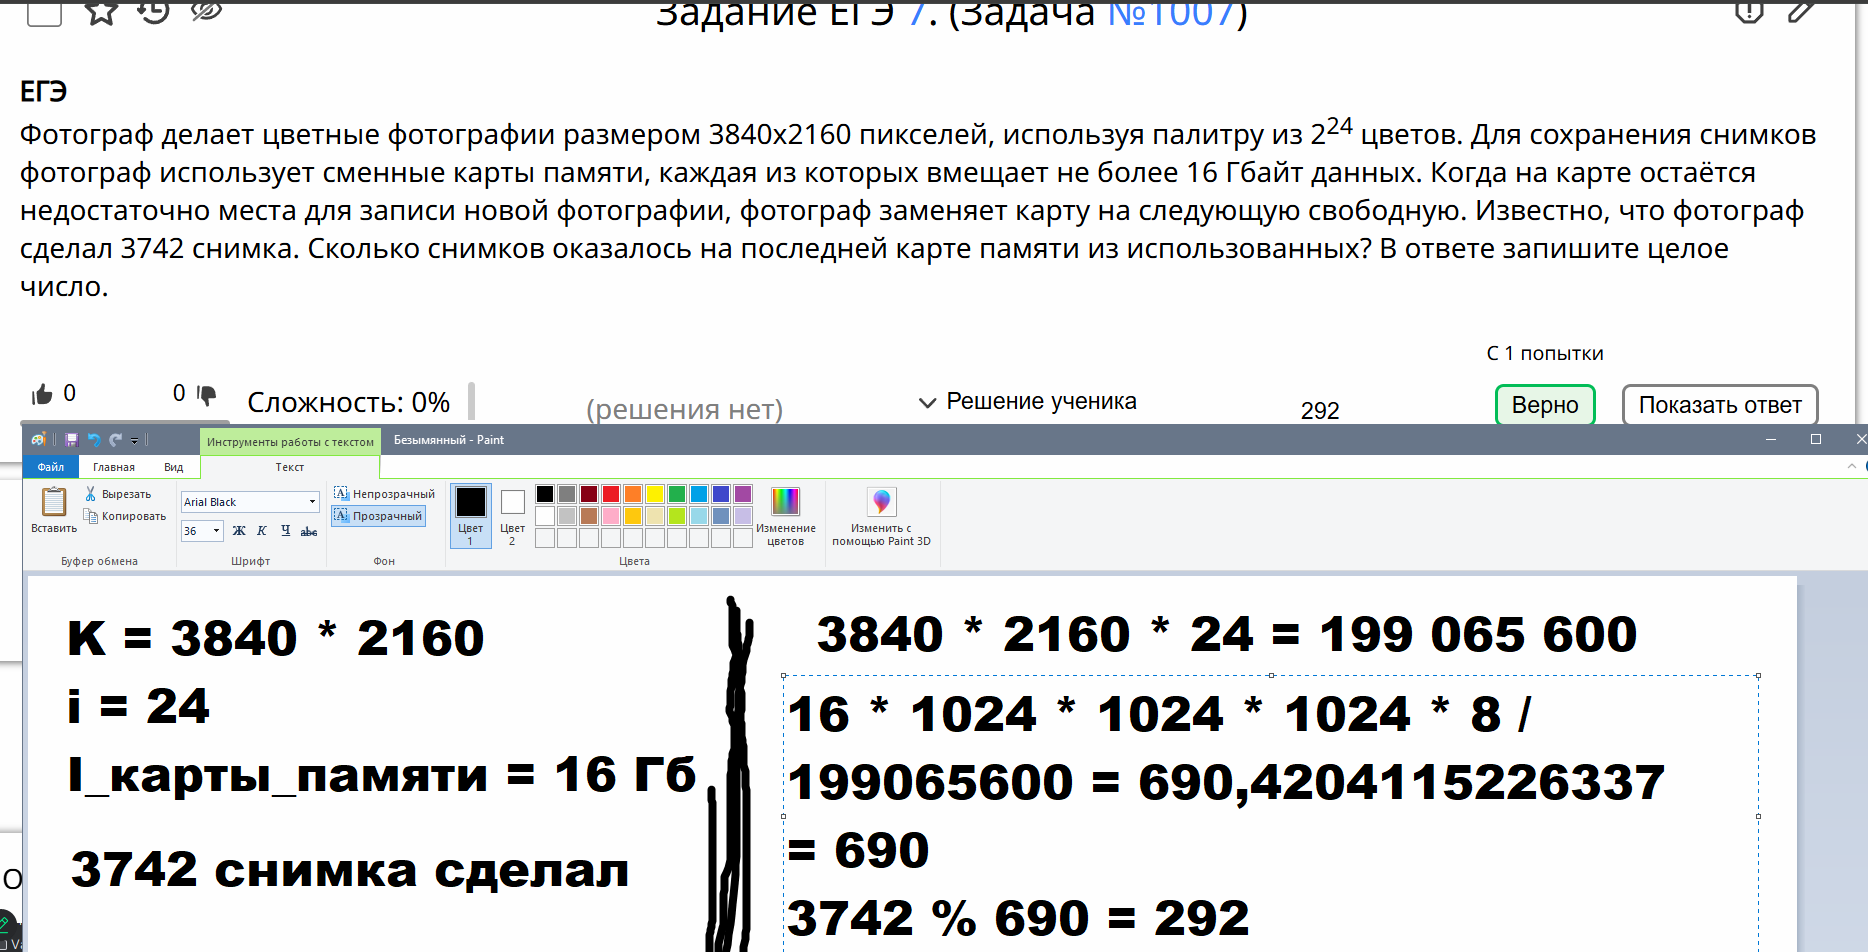 Задание ЕГЭ 7. (Задача №1007)
ЕГЭ
Фотограф делает цветные фотографии размером 3840x2160 пикселей, используя палитру из 2^24 цветов. Для сохранения снимков
фотограф использует сменные карты памяти, каждая из которых вмещает не более 16 Гбайт данных. Когда на карте остаётся
недостаточно места для записи новой фотографии, фотограф заменяет карту на следующую свободную. Известно, что фотограф
сделал 3742 снимка. Сколько снимков оказалось на последней карте памяти из использованных? В ответе запишите целое
число.
С 1 попытки
0 0 Сложность: 0% (решения нет) Решение ученика 292 Верно Показать ответ
Инструменты работы с текстом Безымянный - Paint
Файл Главная Вид Текст
Вставить
Вырезать
Копировать
Буфер обмена
Arial Black
36 Ж К Ч abc
Шрифт
Непрозрачный
Прозрачный
Фон
Цвет 1
Цвет 2
Цвета
Изменение цветов
Изменить с помощью Paint 3D
K = 3840 * 2160
i = 24
I_карты_памяти = 16 Гб
3742 снимка сделал
3840 * 2160 * 24 = 199 065 600
16 * 1024 * 1024 * 1024 * 8 /
199065600 = 690,4204115226337
= 690
3742 % 690 = 292